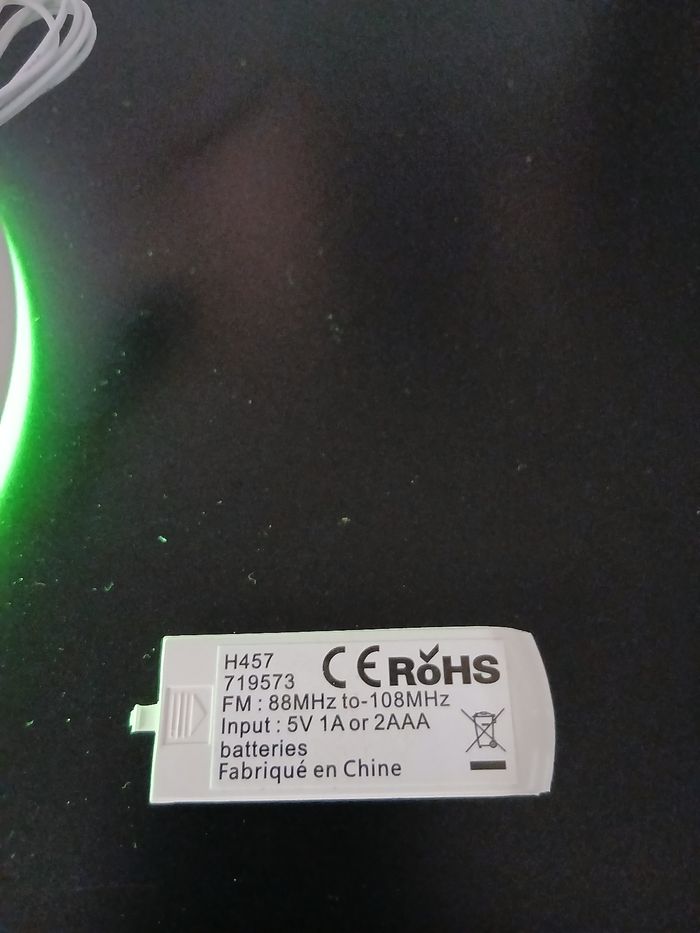 H457
719573
CE RoHS
FM : 88MHz to-108MHz
Input : 5V 1A or 2AAA
batteries
Fabriqué en Chine